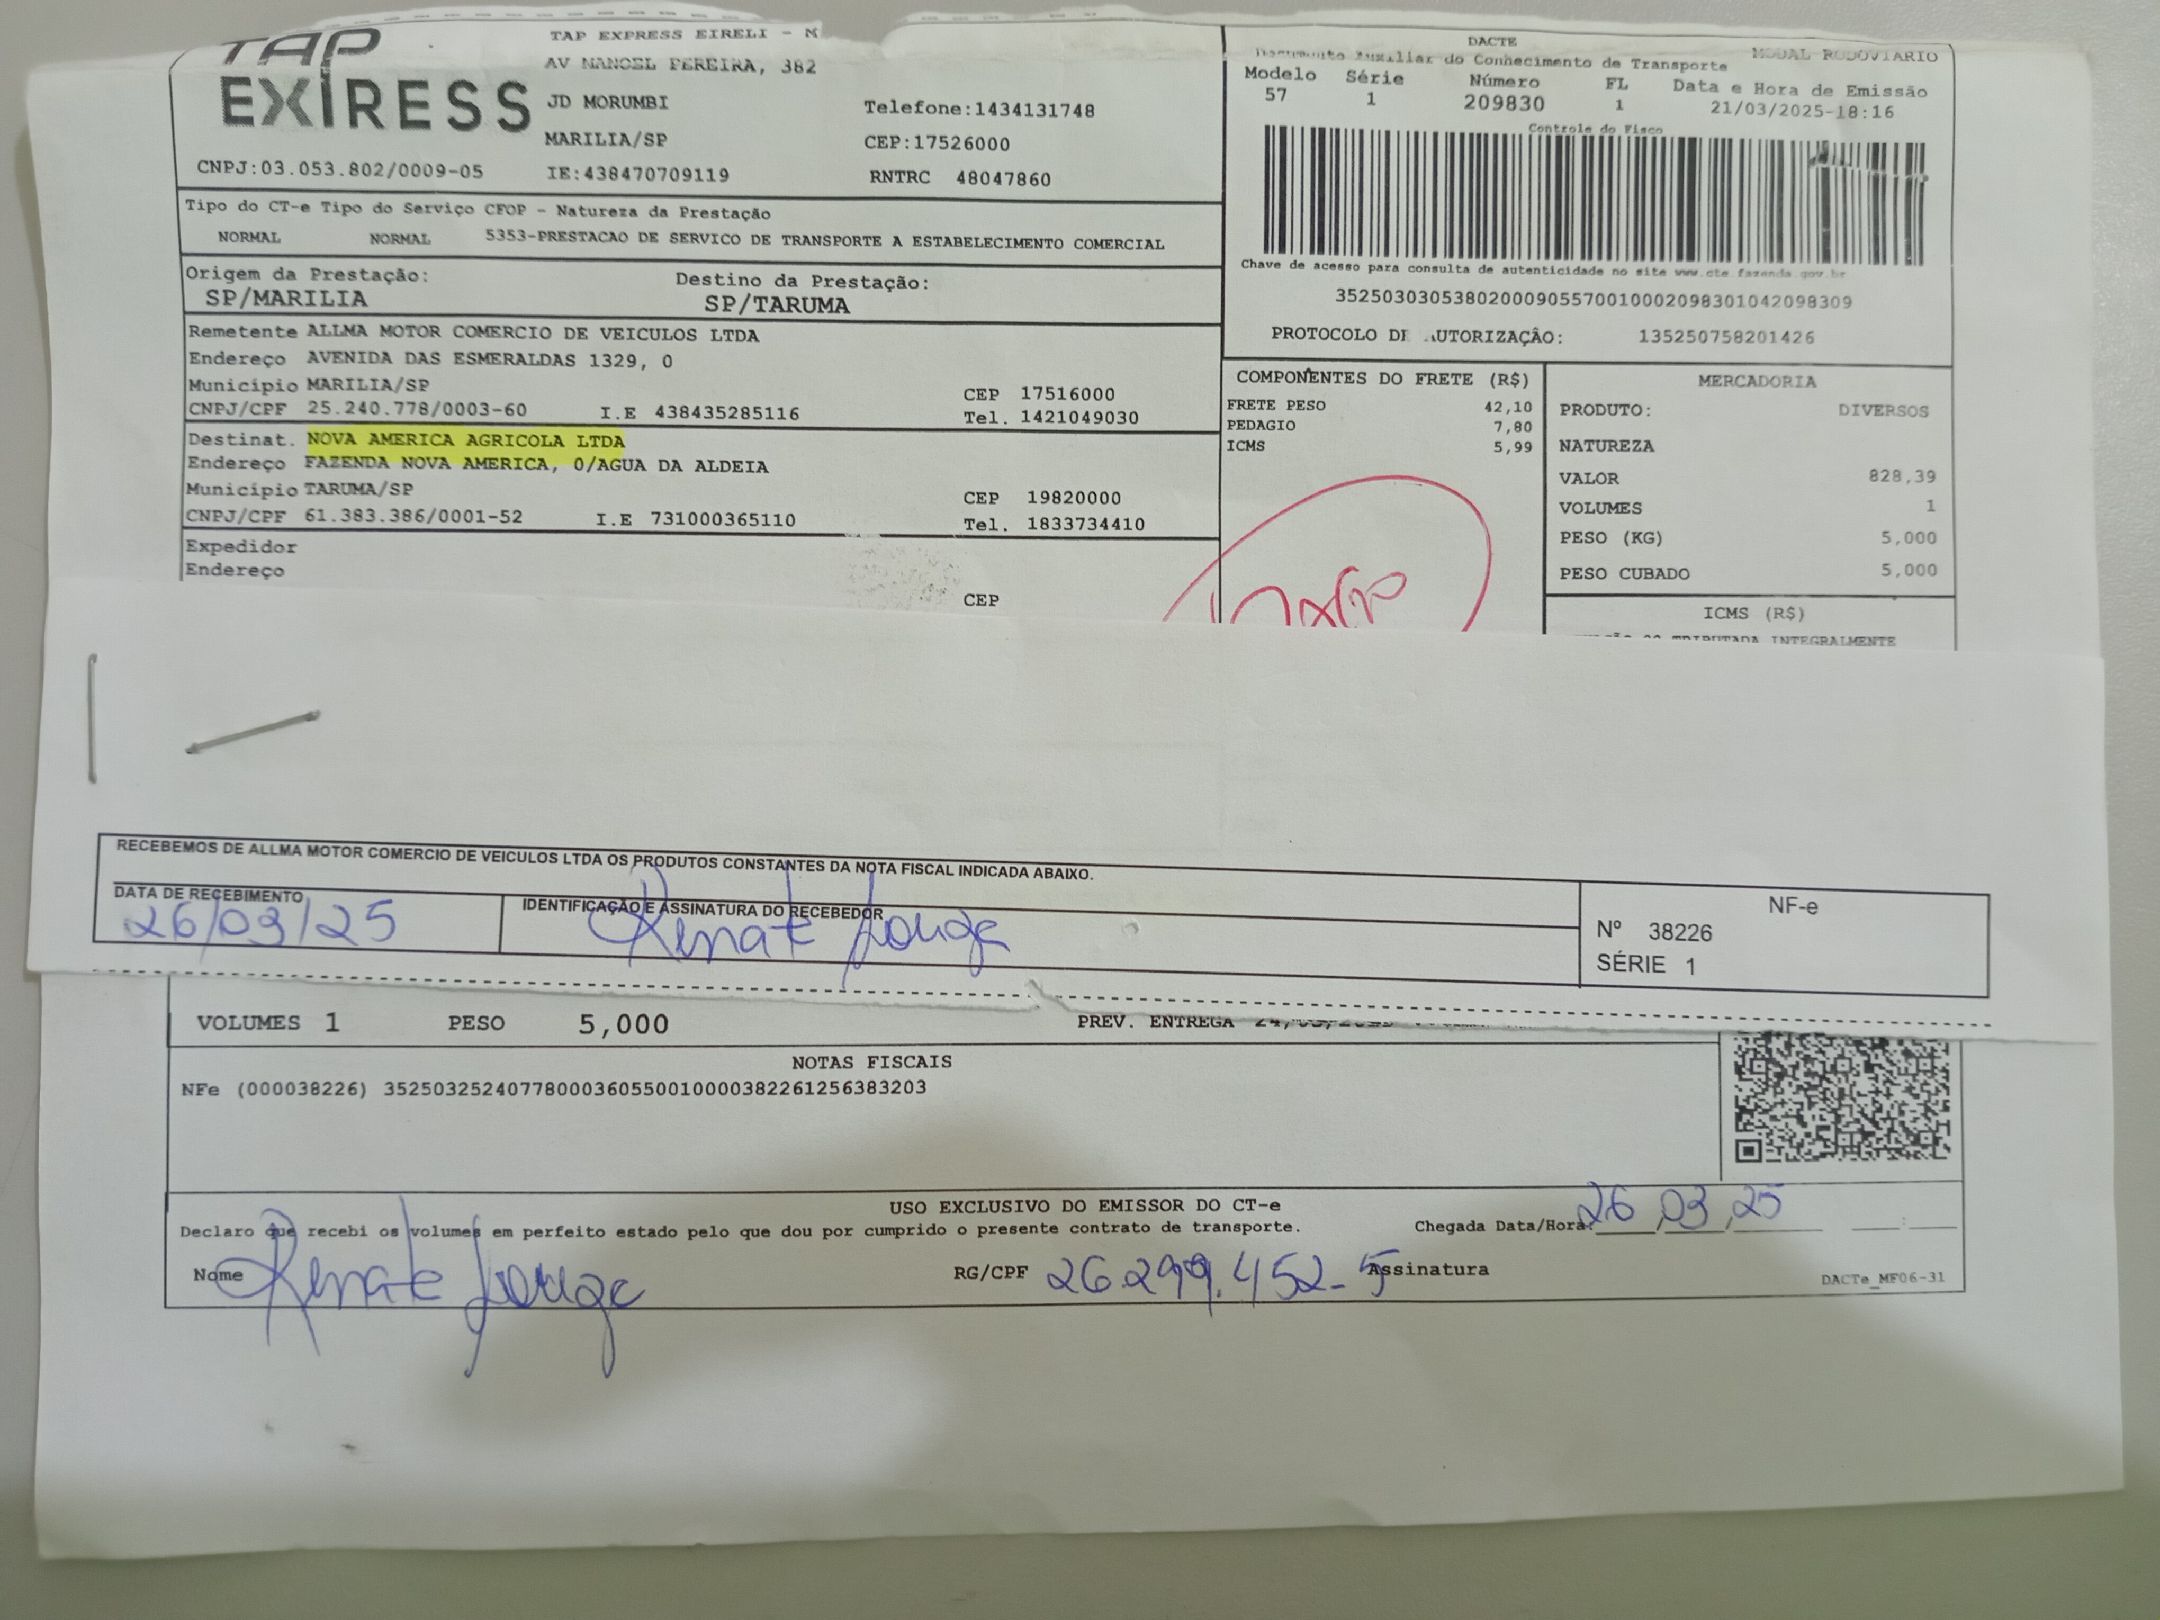 TAP
EXPRESS
TAP EXPRESS EIRELI - M
AV MANOEL PEREIRA, 382
JD MORUMBI
Telefone:1434131748
MARILIA/SP
CEP:17526000
CNPJ:03.053.802/0009-05
IE:438470709119
RNTRC 48047860
DACTE
Documento Auxiliar do Conhecimento de Transporte
MODAL RODOVIARIO
Modelo Série Número FL Data e Hora de Emissão
57 1 209830 1 21/03/2025-18:16
Controle do Fisco
Chave de acesso para consulta de autenticidade no site www.cte.fazenda.gov.br
35250303053802000905570010002098301042098309
PROTOCOLO DE AUTORIZAÇÂO: 135250758201426
Tipo do CT-e Tipo do Serviço CFOP - Natureza da Prestação
NORMAL NORMAL 5353-PRESTACAO DE SERVICO DE TRANSPORTE A ESTABELECIMENTO COMERCIAL
Origem da Prestação: Destino da Prestação:
SP/MARILIA SP/TARUMA
Remetente ALLMA MOTOR COMERCIO DE VEICULOS LTDA
Endereço AVENIDA DAS ESMERALDAS 1329, 0
Município MARILIA/SP CEP 17516000
CNPJ/CPF 25.240.778/0003-60 I.E 438435285116 Tel. 1421049030
Destinat. NOVA AMERICA AGRICOLA LTDA
Endereço FAZENDA NOVA AMERICA, 0/AGUA DA ALDEIA
Município TARUMA/SP CEP 19820000
CNPJ/CPF 61.383.386/0001-52 I.E 731000365110 Tel. 1833734410
Expedidor
Endereço
CEP
COMPONENTES DO FRETE (R$)
FRETE PESO 42,10
PEDAGIO 7,80
ICMS 5,99
MERCADORIA
PRODUTO: DIVERSOS
NATUREZA
VALOR 828,39
VOLUMES 1
PESO (KG) 5,000
PESO CUBADO 5,000
ICMS (R$)
TRIBUTADA INTEGRALMENTE
RECEBEMOS DE ALLMA MOTOR COMERCIO DE VEICULOS LTDA OS PRODUTOS CONSTANTES DA NOTA FISCAL INDICADA ABAIXO.
DATA DE RECEBIMENTO
26/03/25
IDENTIFICAÇÃO E ASSINATURA DO RECEBEDOR
Renate Souza
NF-e
Nº 38226
SÉRIE 1
VOLUMES 1 PESO 5,000 PREV. ENTREGA
NOTAS FISCAIS
NFe (000038226) 35250325240778000360550010000382261256383203
USO EXCLUSIVO DO EMISSOR DO CT-e
Declaro que recebi os volumes em perfeito estado pelo que dou por cumprido o presente contrato de transporte.
Chegada Data/Hora: 26 03 25
Nome Renate Souza
RG/CPF 26.299.452-5
Assinatura
DACTe_MF06-31